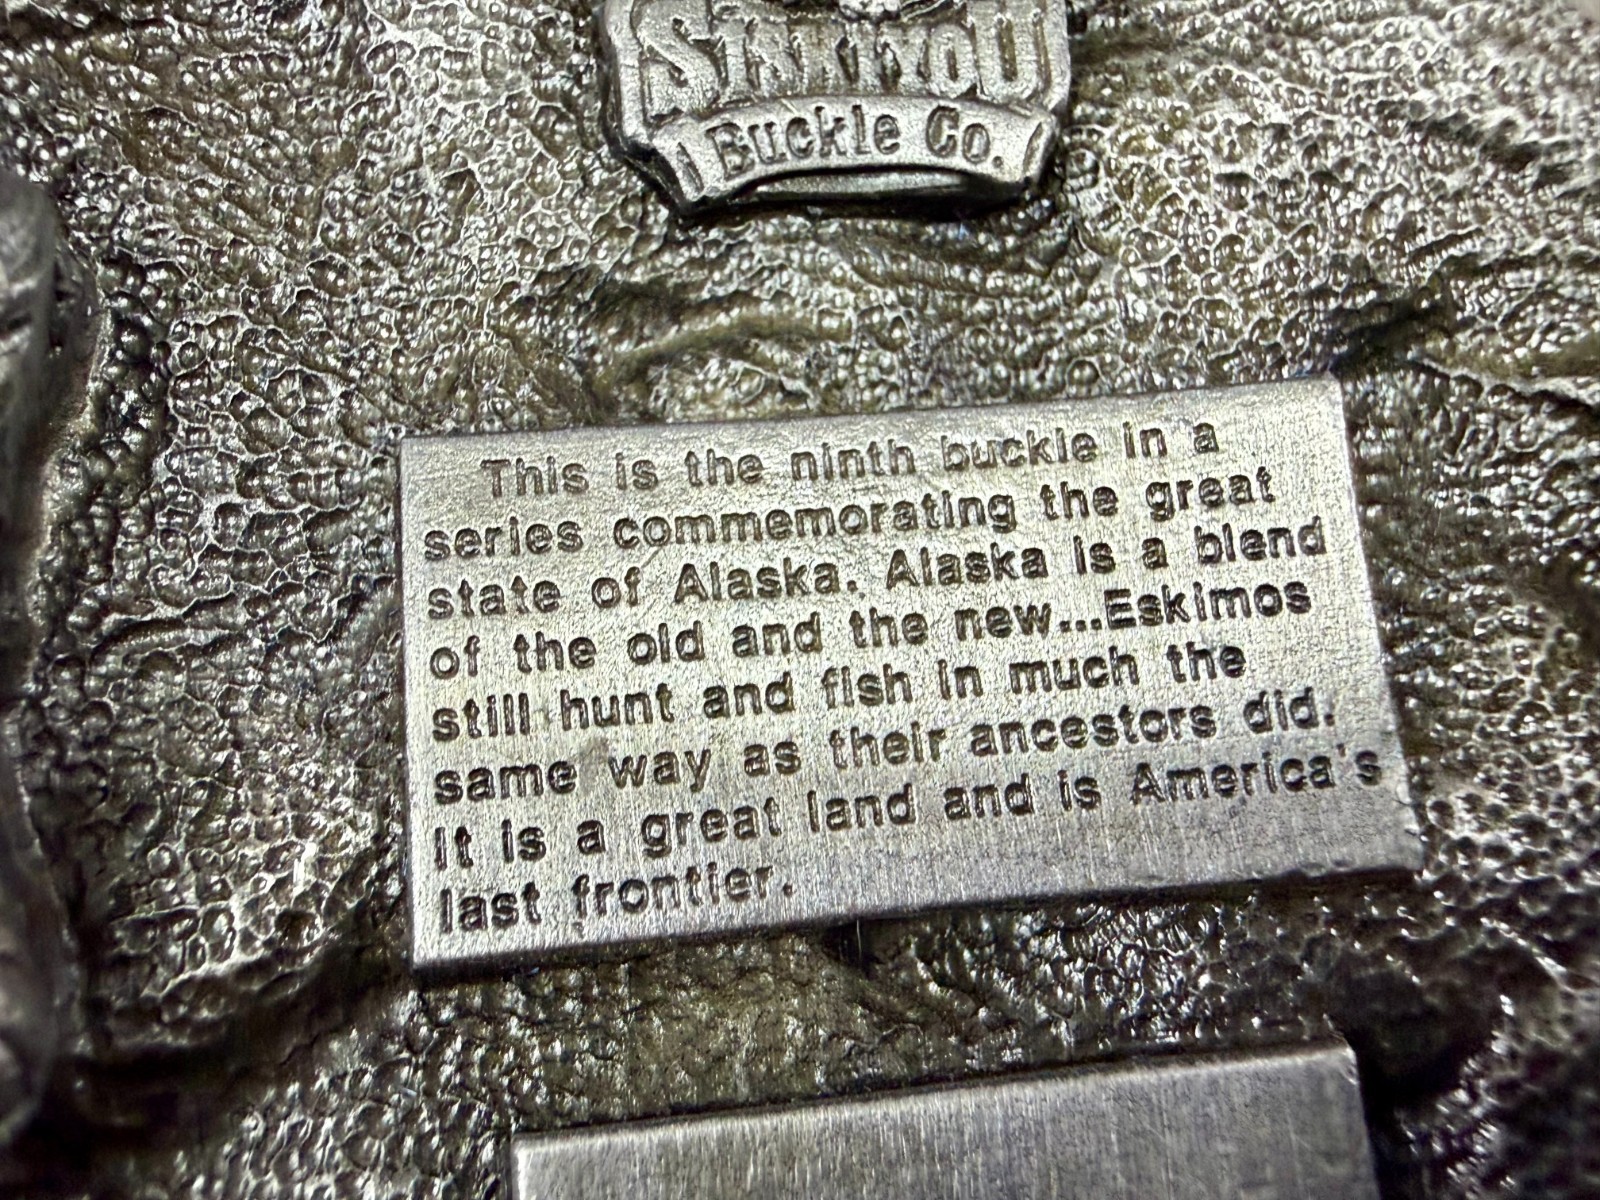 SISKIYOU
Buckle Co.
This is the ninth buckle in a
series commemorating the great
state of Alaska. Alaska is a blend
of the old and the new...Eskimos
still hunt and fish in much the
same way as their ancestors did.
It is a great land and is America's
last frontier.